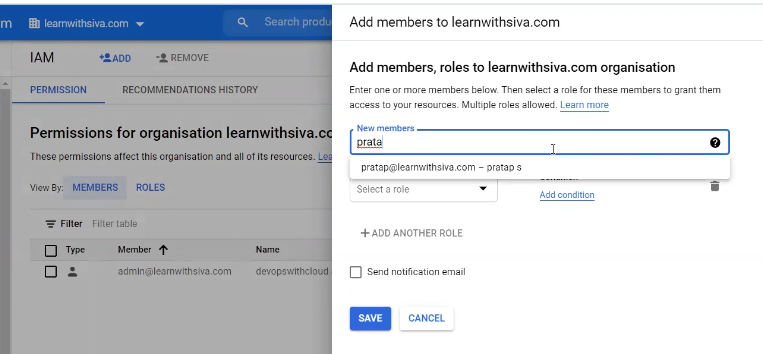 m learnwithsiva.com
Search produ
IAM
ADD
REMOVE
PERMISSION
RECOMMENDATIONS HISTORY
Permissions for organisation learnwithsiva.co
These permissions affect this organisation and all of its resources. Lea
View By: MEMBERS ROLES
Filter Filter table
Type Member Name
admin@learnwithsiva.com devopswithcloud
Add members to learnwithsiva.com
Add members, roles to learnwithsiva.com organisation
Enter one or more members below. Then select a role for these members to grant them
access to your resources. Multiple roles allowed. Learn more
New members
prata
pratap@learnwithsiva.com – pratap s
Condition
Select a role
Add condition
ADD ANOTHER ROLE
Send notification email
SAVE CANCEL